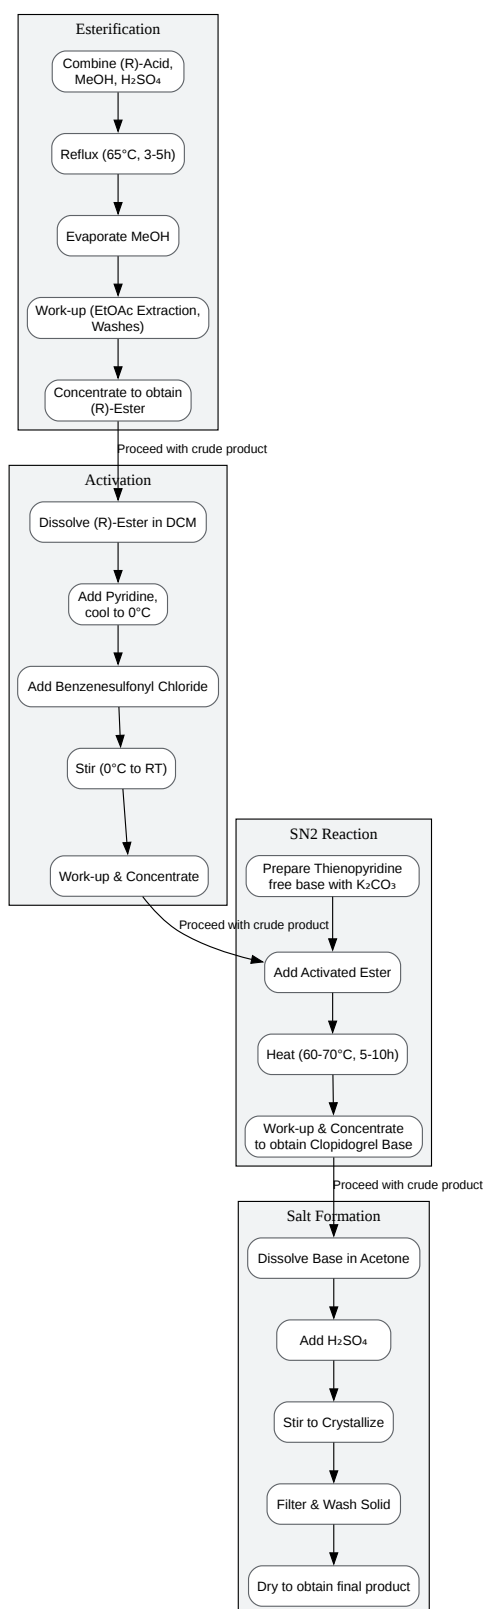 Esterification
Combine (R)-Acid,
MeOH, H₂SO₄
Reflux (65°C, 3-5h)
Evaporate MeOH
Work-up (EtOAc Extraction,
Washes)
Concentrate to obtain
(R)-Ester
Proceed with crude product
Activation
Dissolve (R)-Ester in DCM
Add Pyridine,
cool to 0°C
Add Benzenesulfonyl Chloride
Stir (0°C to RT)
Work-up & Concentrate
SN2 Reaction
Prepare Thienopyridine
free base with K₂CO₃
Proceed with crude product
Add Activated Ester
Heat (60-70°C, 5-10h)
Work-up & Concentrate
to obtain Clopidogrel Base
Proceed with crude product
Salt Formation
Dissolve Base in Acetone
Add H₂SO₄
Stir to Crystallize
Filter & Wash Solid
Dry to obtain final product